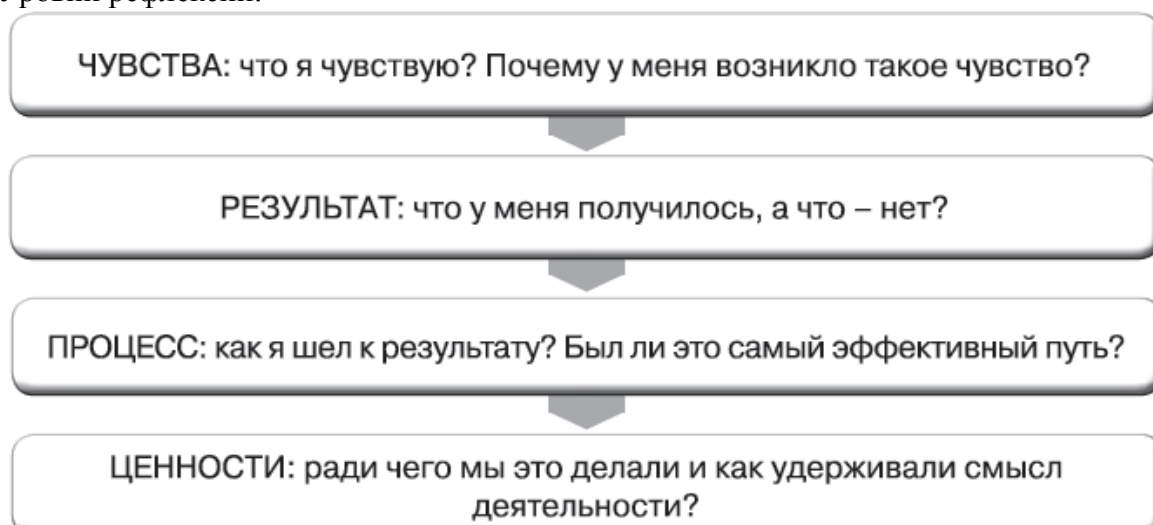 ЧУВСТВА: что я чувствую? Почему у меня возникло такое чувство?
РЕЗУЛЬТАТ: что у меня получилось, а что – нет?
ПРОЦЕСС: как я шел к результату? Был ли это самый эффективный путь?
ЦЕННОСТИ: ради чего мы это делали и как удерживали смысл
деятельности?